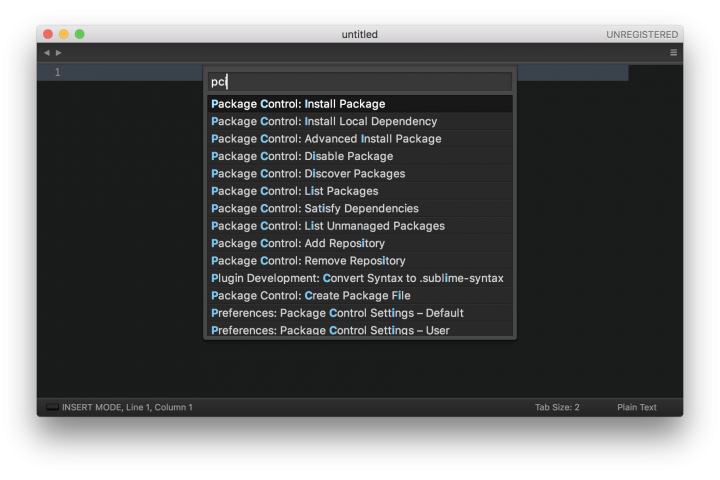 untitled
UNREGISTERED
1
pci
Package Control: Install Package
Package Control: Install Local Dependency
Package Control: Advanced Install Package
Package Control: Disable Package
Package Control: Discover Packages
Package Control: List Packages
Package Control: Satisfy Dependencies
Package Control: List Unmanaged Packages
Package Control: Add Repository
Package Control: Remove Repository
Plugin Development: Convert Syntax to .sublime-syntax
Package Control: Create Package File
Preferences: Package Control Settings – Default
Preferences: Package Control Settings – User
INSERT MODE, Line 1, Column 1
Tab Size: 2
Plain Text